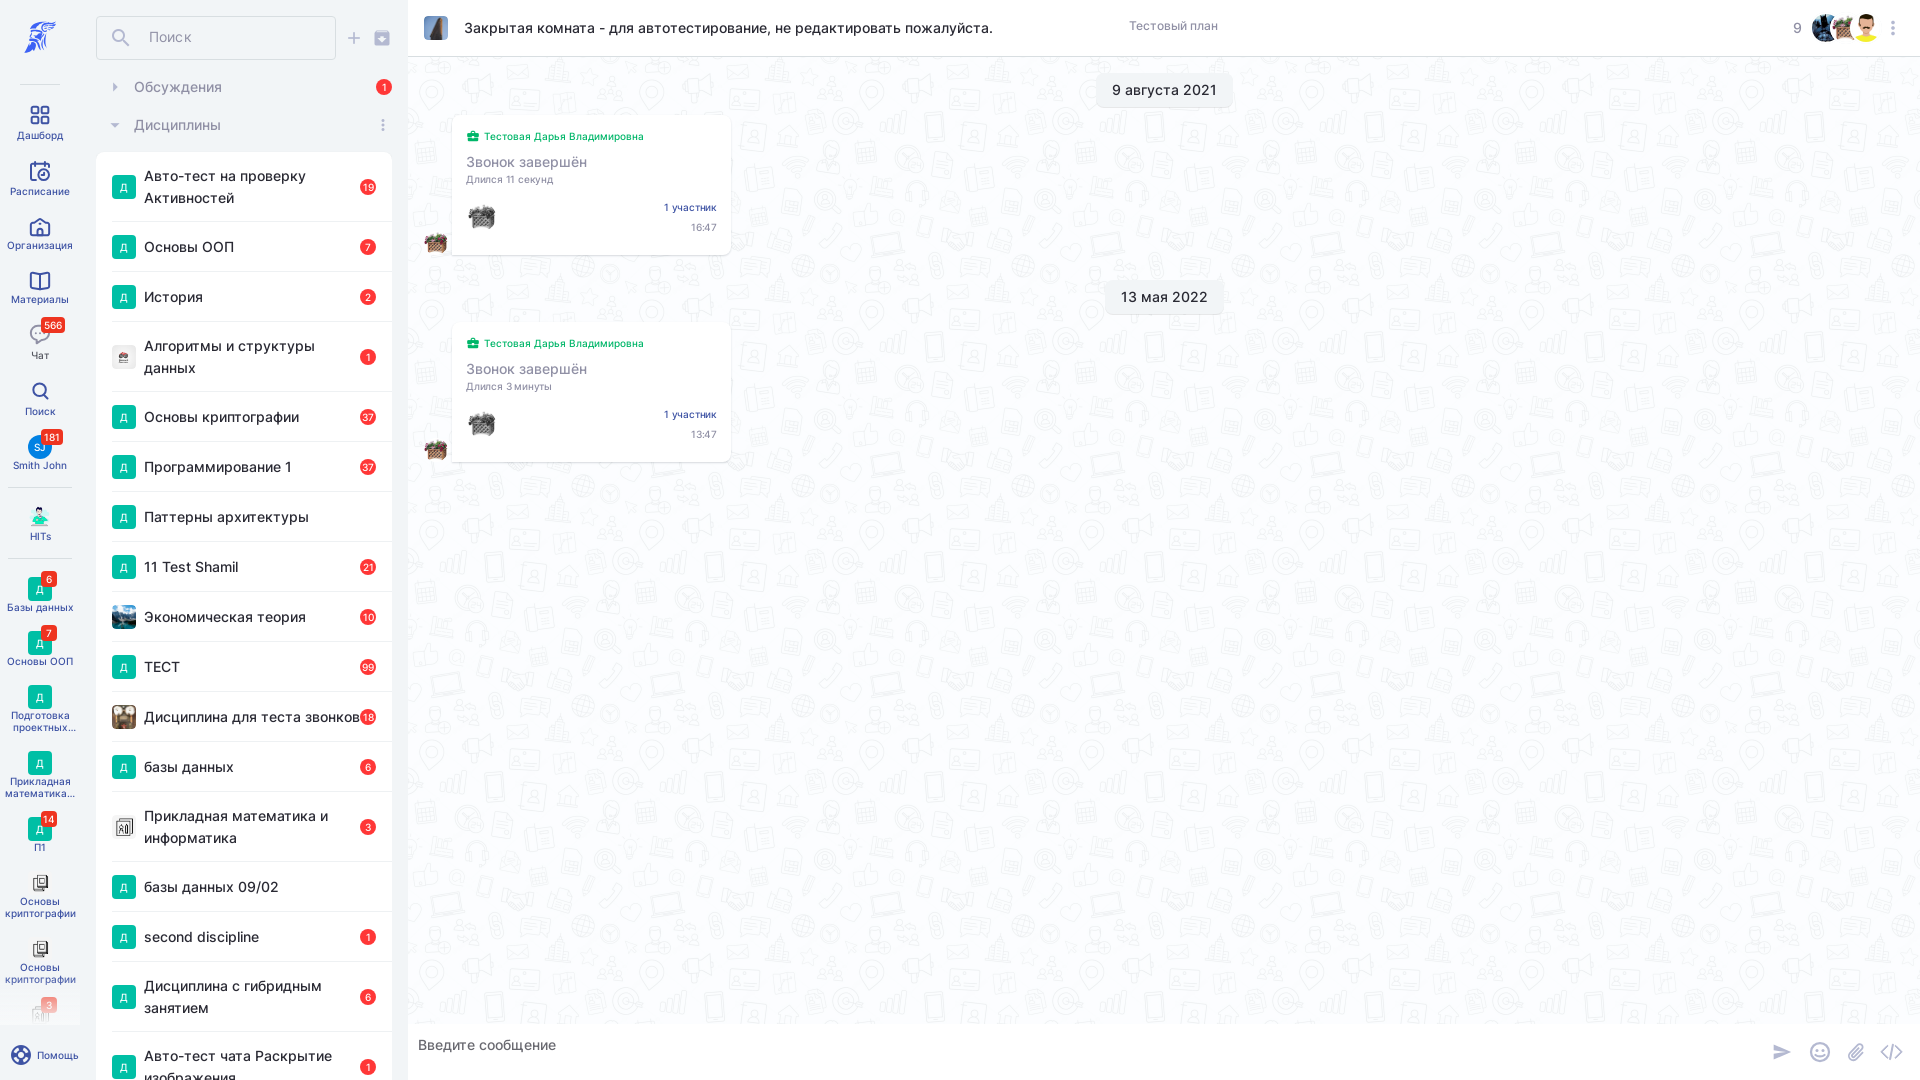 Дашборд
Расписание
Организация
Материалы
566
Чат
Поиск
SJ
181
Smith John
HITs
Д
6
Базы данных
Д
7
Основы ООП
Д
Подготовка
проектных...
Д
Прикладная
математика...
Д
14
П1
Основы
криптографии
Основы
криптографии
3
Помощь
Поиск
Обсуждения
1
Дисциплины
Д
Авто-тест на проверку
Активностей
19
Д
Основы ООП
7
Д
История
2
Алгоритмы и структуры
данных
1
Д
Основы криптографии
37
Д
Программирование 1
37
Д
Паттерны архитектуры
Д
11 Test Shamil
21
Экономическая теория
10
Д
ТЕСТ
99
Дисциплина для теста звонков
18
Д
базы данных
6
Прикладная математика и
информатика
3
Д
базы данных 09/02
Д
second discipline
1
Д
Дисциплина с гибридным
занятием
6
Д
Авто-тест чата Раскрытие
изображения
1
Закрытая комната - для автотестирование, не редактировать пожалуйста.
Тестовый план
9
9 августа 2021
Тестовая Дарья Владимировна
Звонок завершён
Длился 11 секунд
1 участник
16:47
13 мая 2022
Тестовая Дарья Владимировна
Звонок завершён
Длился 3 минуты
1 участник
13:47
Введите сообщение